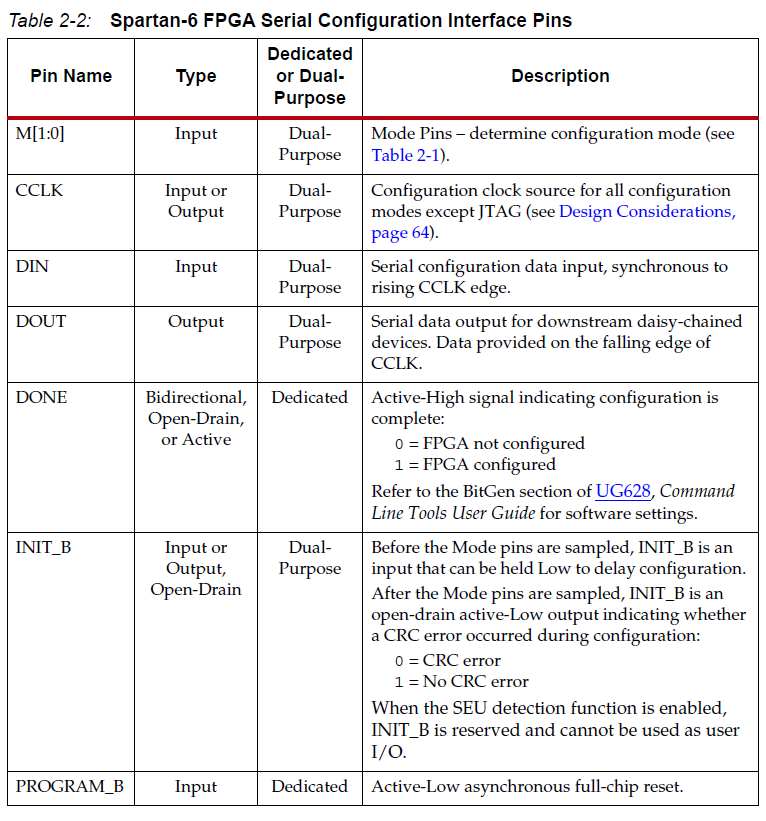 Table 2-2: Spartan-6 FPGA Serial Configuration Interface Pins
Pin Name
Type
Dedicated
or Dual-
Purpose
Description
M[1:0]
Input
Dual-
Purpose
Mode Pins – determine configuration mode (see
Table 2-1).
CCLK
Input or
Output
Dual-
Purpose
Configuration clock source for all configuration
modes except JTAG (see Design Considerations,
page 64).
DIN
Input
Dual-
Purpose
Serial configuration data input, synchronous to
rising CCLK edge.
DOUT
Output
Dual-
Purpose
Serial data output for downstream daisy-chained
devices. Data provided on the falling edge of
CCLK.
DONE
Bidirectional,
Open-Drain,
or Active
Dedicated
Active-High signal indicating configuration is
complete:
0 = FPGA not configured
1 = FPGA configured
Refer to the BitGen section of UG628, Command
Line Tools User Guide for software settings.
INIT_B
Input or
Output,
Open-Drain
Dual-
Purpose
Before the Mode pins are sampled, INIT_B is an
input that can be held Low to delay configuration.
After the Mode pins are sampled, INIT_B is an
open-drain active-Low output indicating whether
a CRC error occurred during configuration:
0 = CRC error
1 = No CRC error
When the SEU detection function is enabled,
INIT_B is reserved and cannot be used as user
I/O.
PROGRAM_B
Input
Dedicated
Active-Low asynchronous full-chip reset.